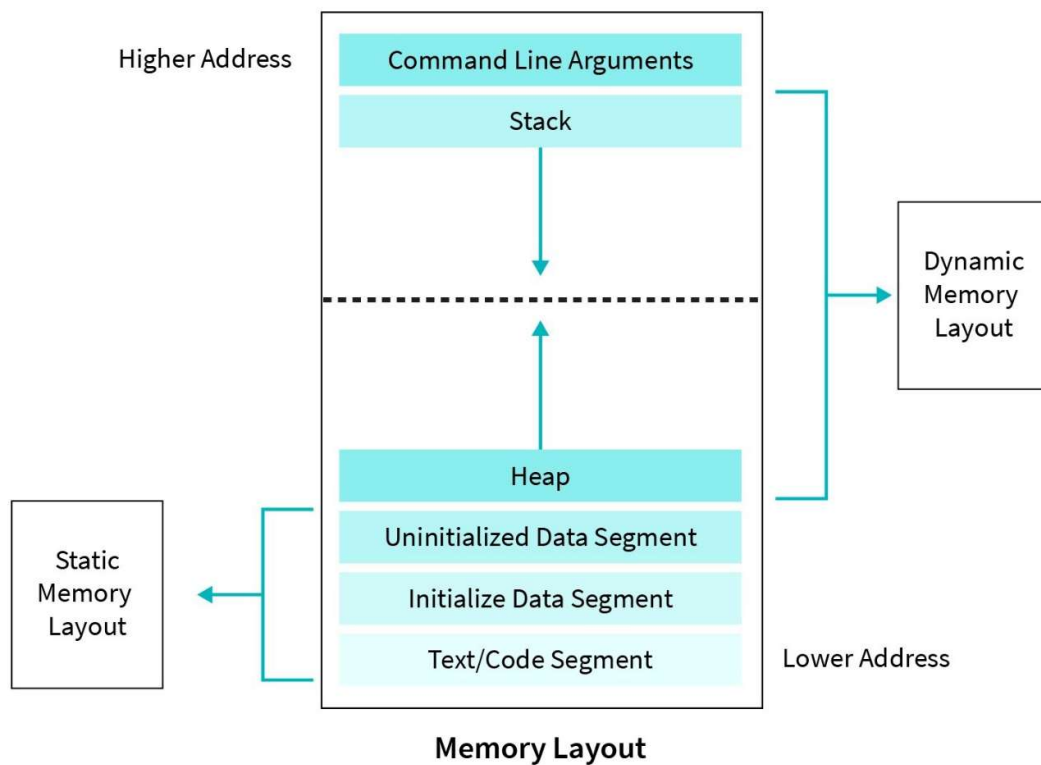 Higher Address
Command Line Arguments
Stack
Dynamic
Memory
Layout
Heap
Uninitialized Data Segment
Static
Memory
Layout
Initialize Data Segment
Text/Code Segment
Lower Address
Memory Layout